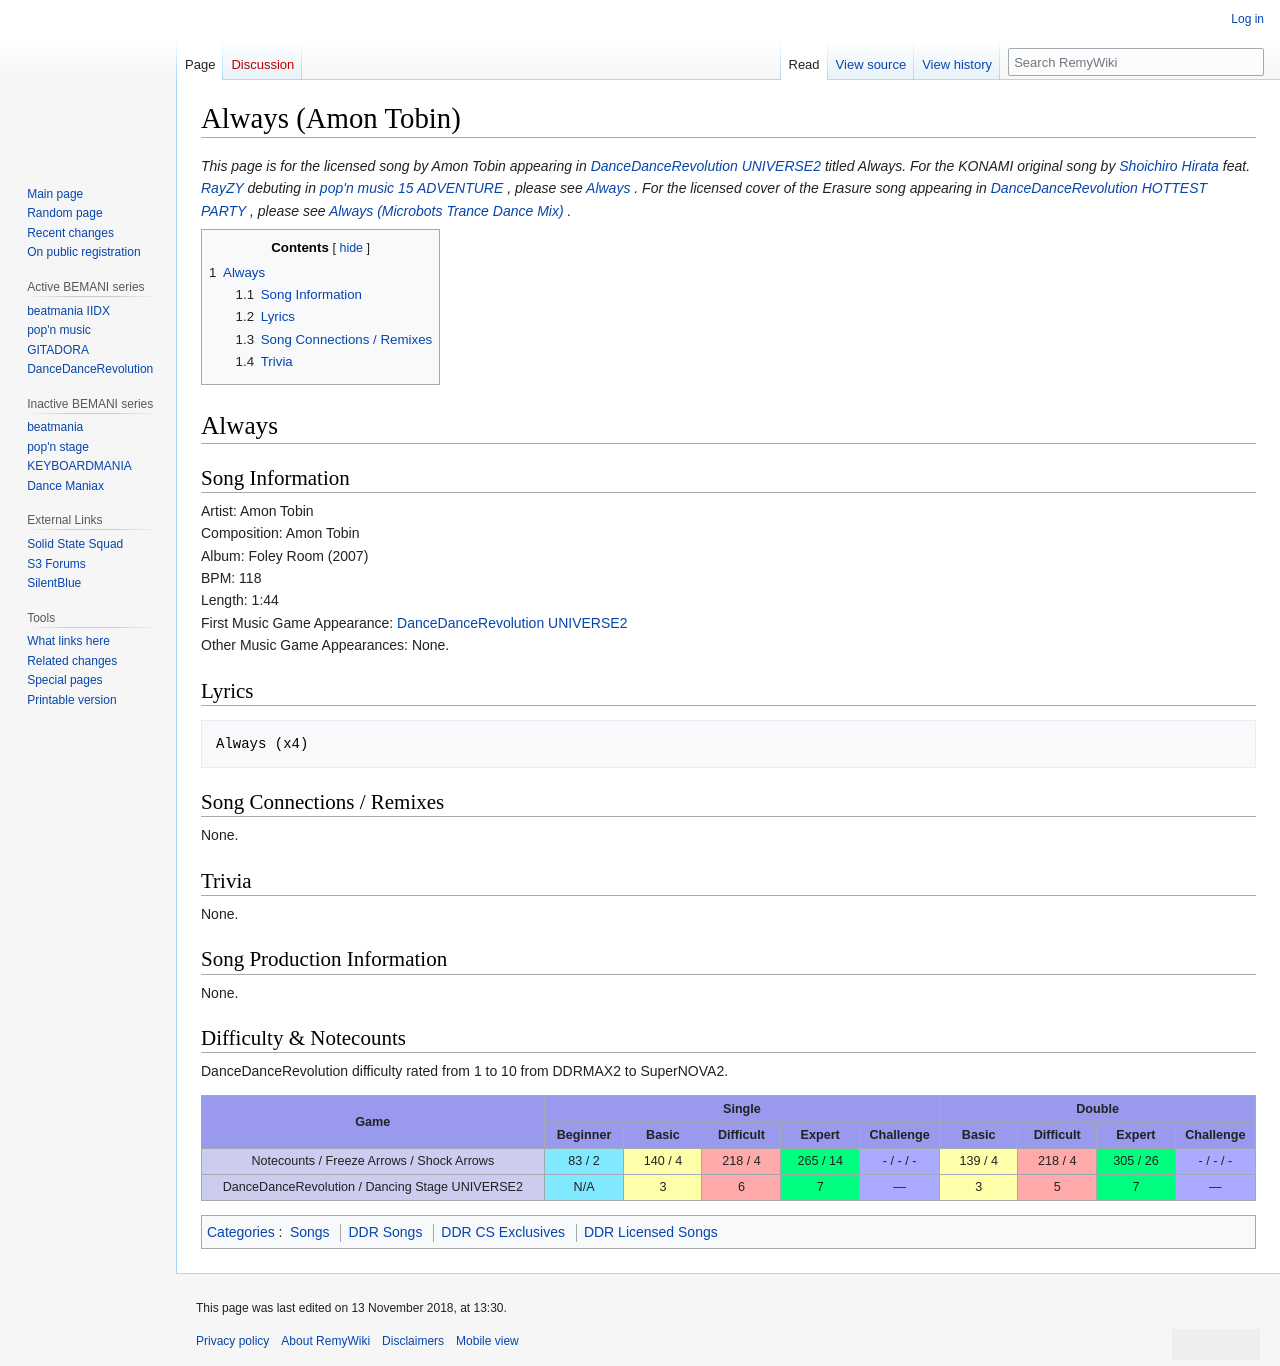 Log in
Page Discussion Read View source View history Search RemyWiki
Always (Amon Tobin)
This page is for the licensed song by Amon Tobin appearing in DanceDanceRevolution UNIVERSE2 titled Always. For the KONAMI original song by Shoichiro Hirata feat.
RayZY debuting in pop'n music 15 ADVENTURE , please see Always . For the licensed cover of the Erasure song appearing in DanceDanceRevolution HOTTEST
PARTY , please see Always (Microbots Trance Dance Mix) .
Main page
Random page
Recent changes
On public registration
Active BEMANI series
beatmania IIDX
pop'n music
GITADORA
DanceDanceRevolution
Inactive BEMANI series
beatmania
pop'n stage
KEYBOARDMANIA
Dance Maniax
External Links
Solid State Squad
S3 Forums
SilentBlue
Tools
What links here
Related changes
Special pages
Printable version
Contents [ hide ]
1 Always
1.1 Song Information
1.2 Lyrics
1.3 Song Connections / Remixes
1.4 Trivia
Always
Song Information
Artist: Amon Tobin
Composition: Amon Tobin
Album: Foley Room (2007)
BPM: 118
Length: 1:44
First Music Game Appearance: DanceDanceRevolution UNIVERSE2
Other Music Game Appearances: None.
Lyrics
Always (x4)
Song Connections / Remixes
None.
Trivia
None.
Song Production Information
None.
Difficulty & Notecounts
DanceDanceRevolution difficulty rated from 1 to 10 from DDRMAX2 to SuperNOVA2.
Game Single Double
Beginner Basic Difficult Expert Challenge Basic Difficult Expert Challenge
Notecounts / Freeze Arrows / Shock Arrows 83 / 2 140 / 4 218 / 4 265 / 14 - / - / - 139 / 4 218 / 4 305 / 26 - / - / -
DanceDanceRevolution / Dancing Stage UNIVERSE2 N/A 3 6 7 — 3 5 7 —
Categories : Songs DDR Songs DDR CS Exclusives DDR Licensed Songs
This page was last edited on 13 November 2018, at 13:30.
Privacy policy About RemyWiki Disclaimers Mobile view